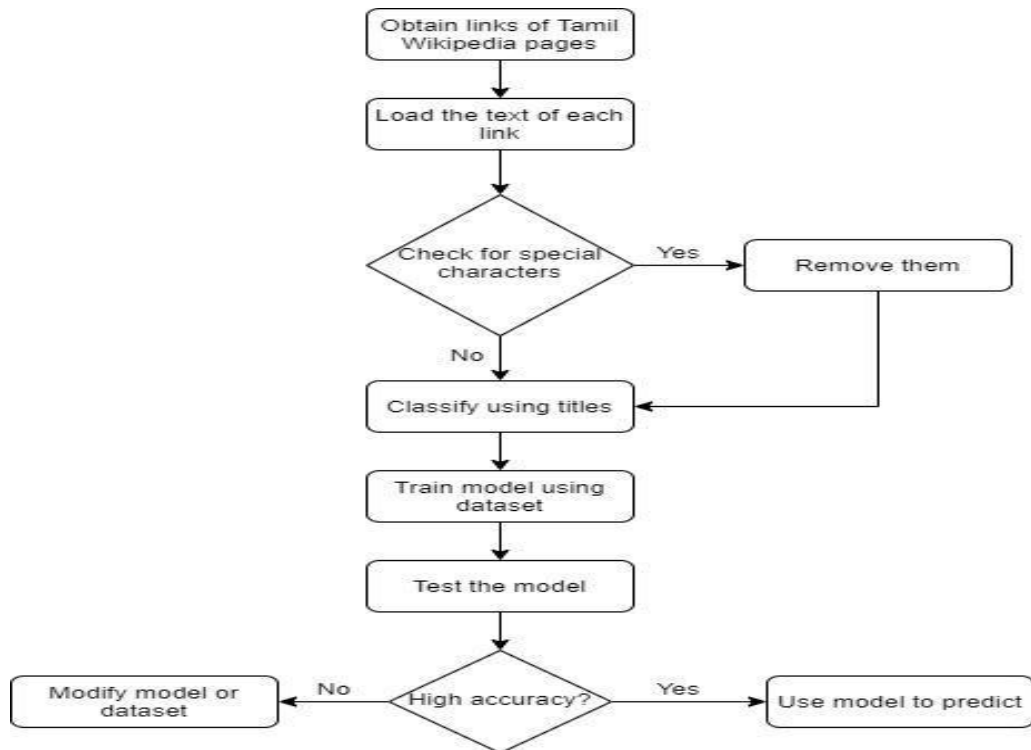 Obtain links of Tamil
Wikipedia pages
Load the text of each
link
Check for special
characters
Yes
Remove them
No
Classify using titles
Train model using
dataset
Test the model
High accuracy?
No
Modify model or
dataset
Yes
Use model to predict